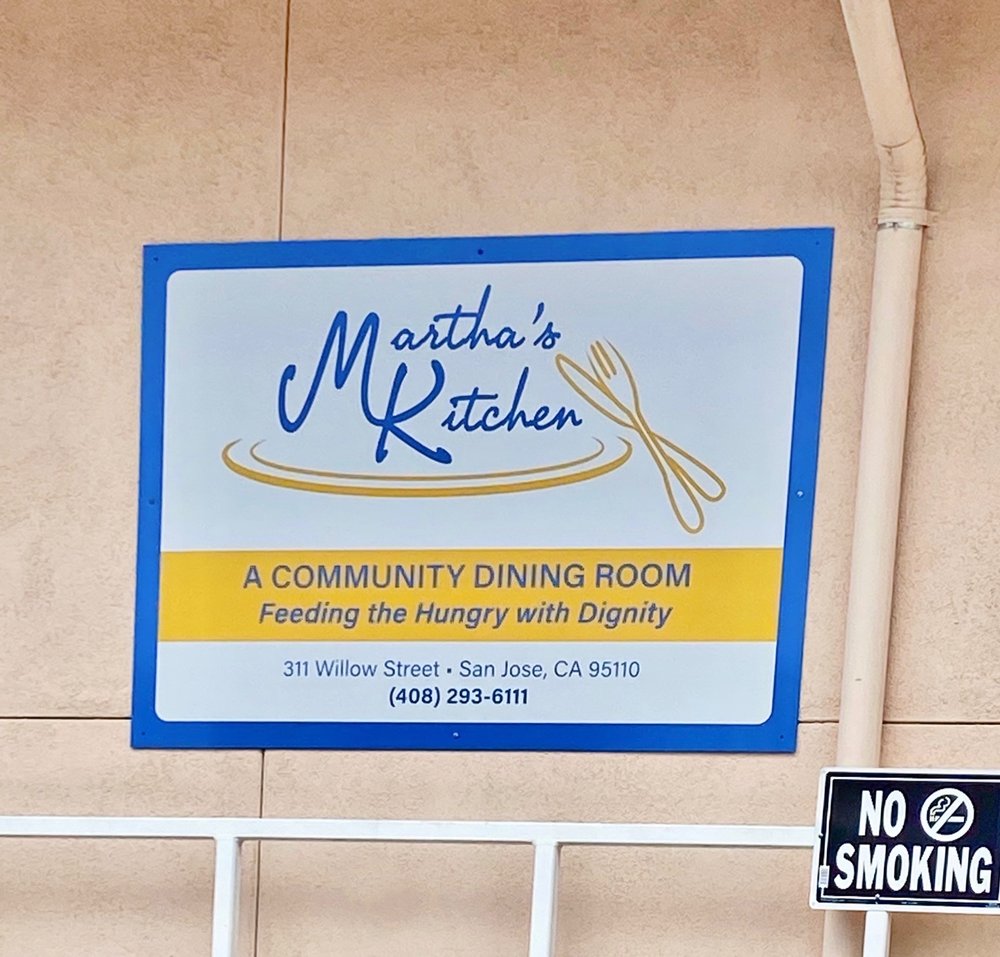 Martha's
Kitchen
A COMMUNITY DINING ROOM
Feeding the Hungry with Dignity
311 Willow Street ▪ San Jose, CA 95110
(408) 293-6111
NO
SMOKING